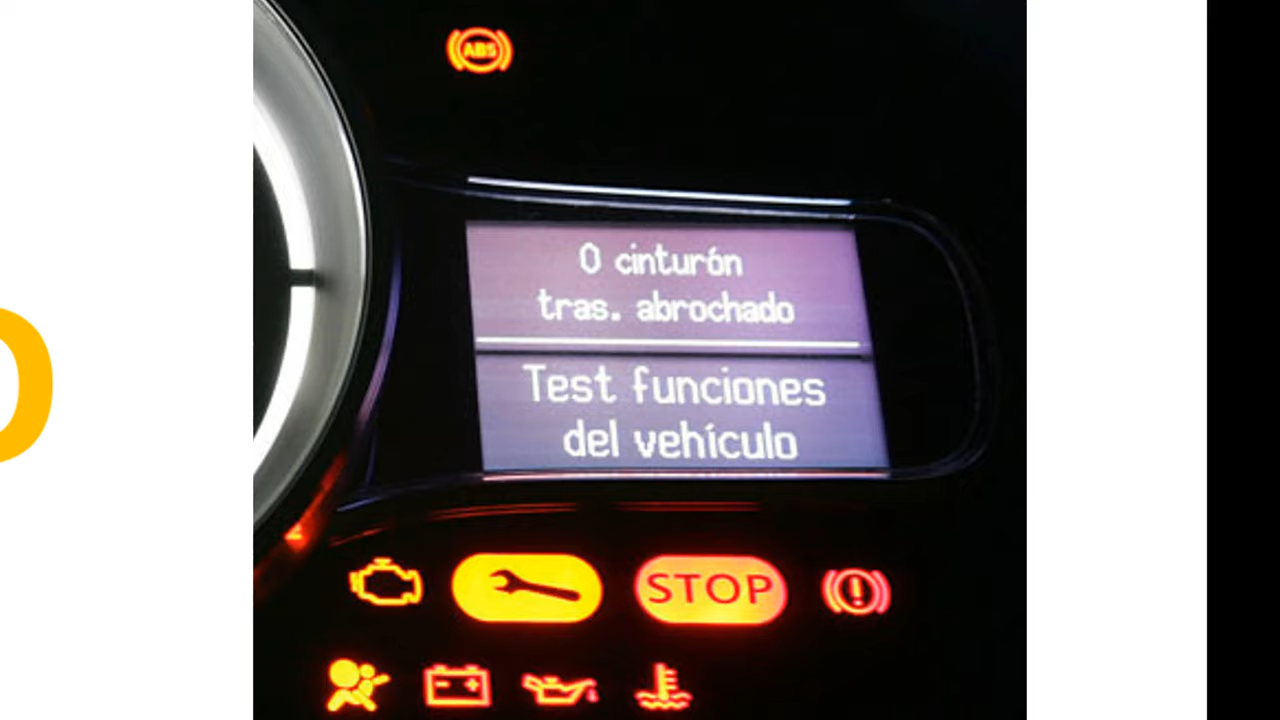 ABS
0 cinturón
tras. abrochado
Test funciones
del vehículo
STOP